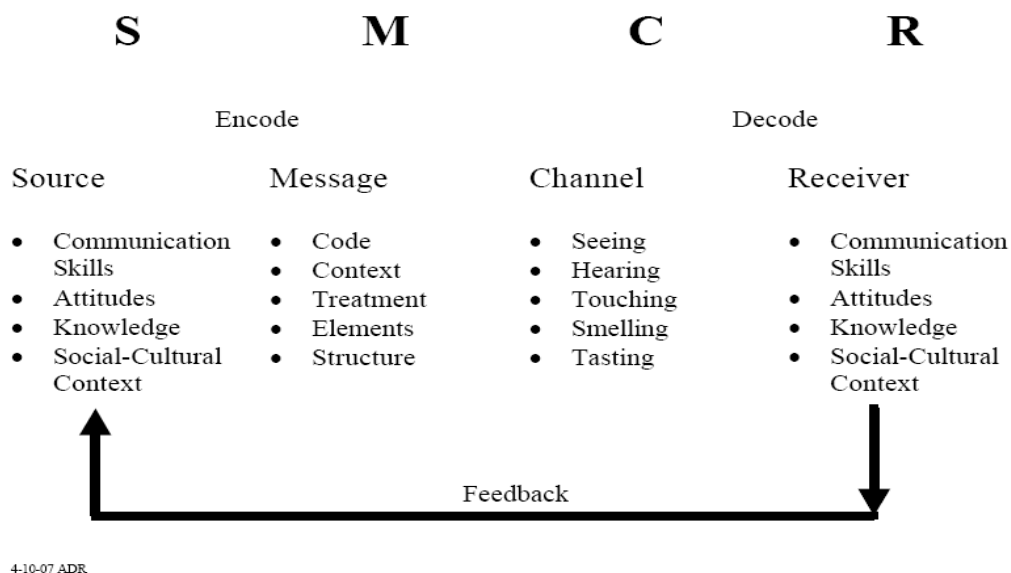 S M C R
Encode Decode
Source Message Channel Receiver
• Communication Skills
• Attitudes
• Knowledge
• Social-Cultural Context
• Code
• Context
• Treatment
• Elements
• Structure
• Seeing
• Hearing
• Touching
• Smelling
• Tasting
• Communication Skills
• Attitudes
• Knowledge
• Social-Cultural Context
Feedback
4-10-07 ADR